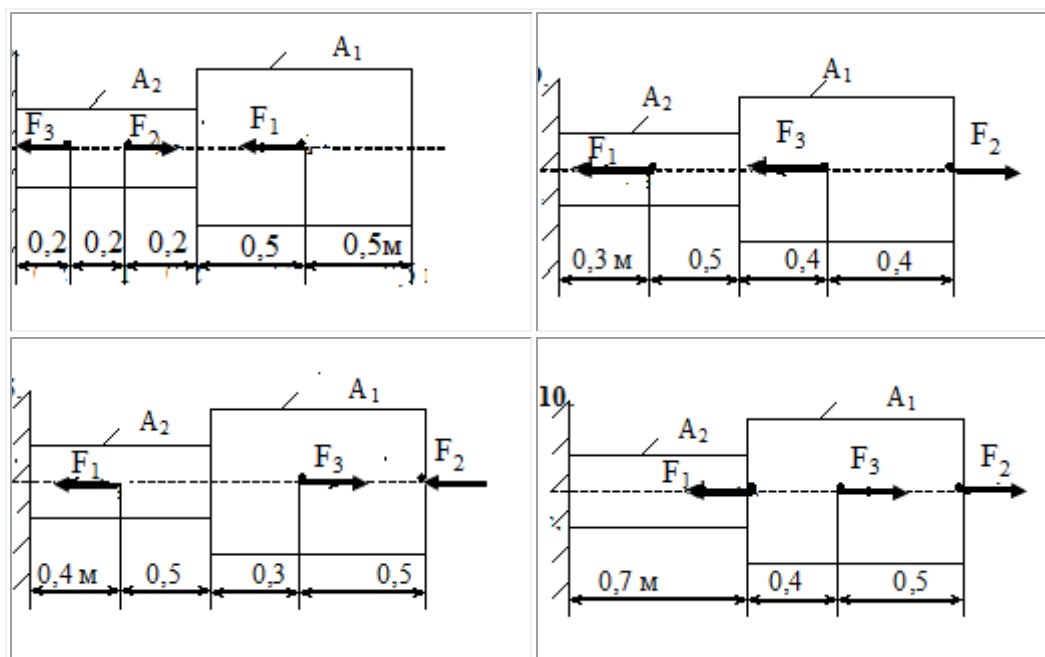 A₁
A₂
F₃ F₂ F₁
0,2 0,2 0,2 0,5 0,5м
A₁
A₂
F₁ F₃ F₂
0,3 м 0,5 0,4 0,4
A₁
A₂
F₁ F₃ F₂
0,4 м 0,5 0,3 0,5
10
A₁
A₂
F₁ F₃ F₂
0,7 м 0,4 0,5